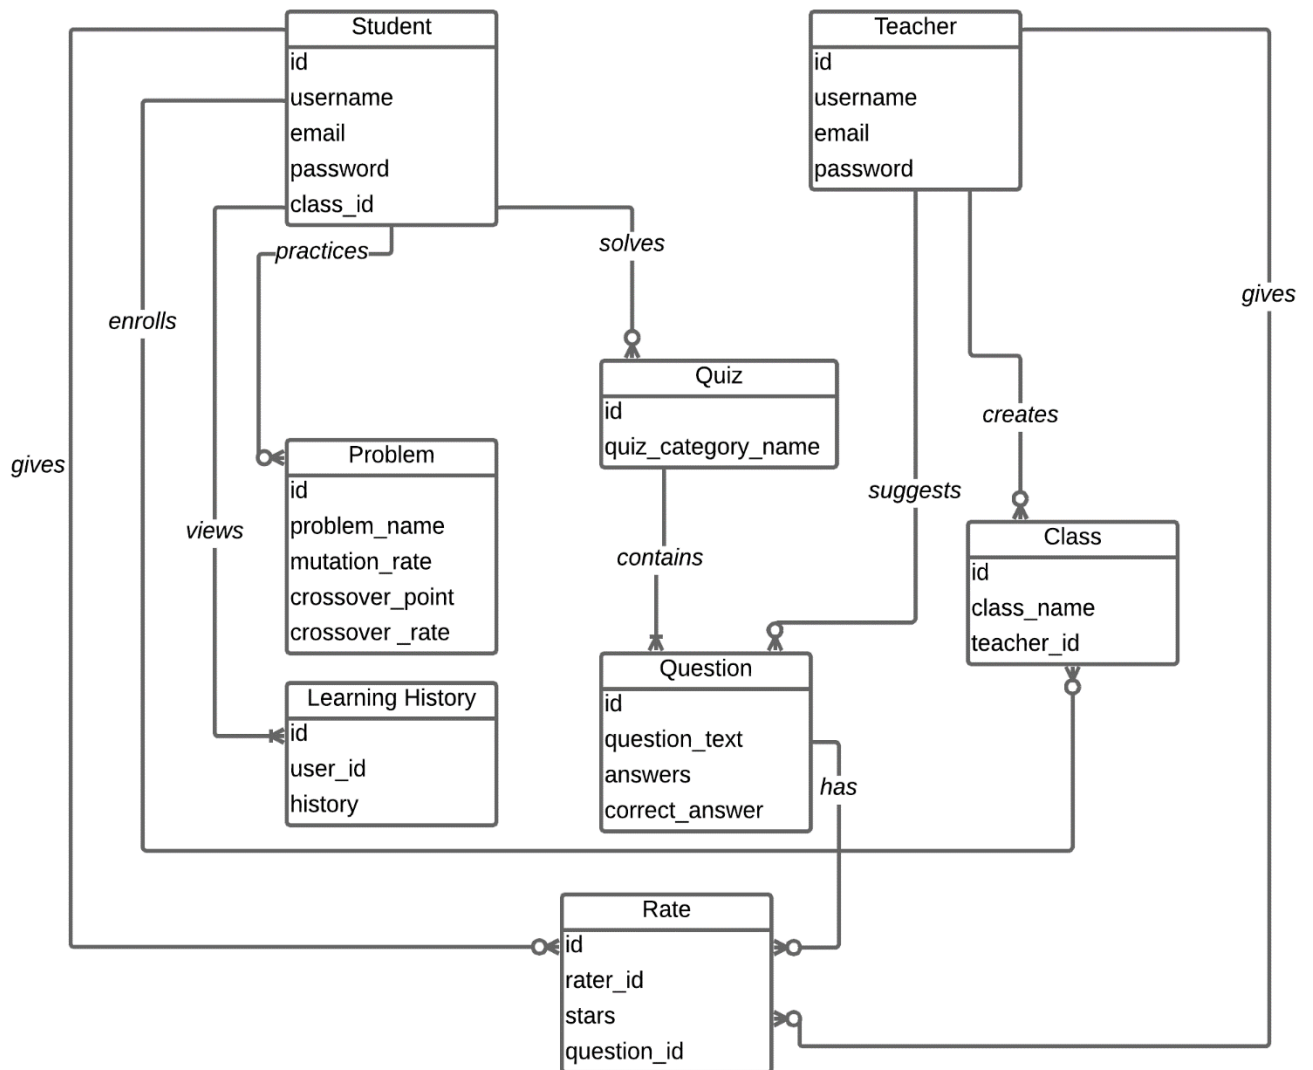 Student
id
username
email
password
class_id
Teacher
id
username
email
password
practices
solves
enrolls
gives
gives
views
Quiz
id
quiz_category_name
creates
suggests
contains
Problem
id
problem_name
mutation_rate
crossover_point
crossover _rate
Class
id
class_name
teacher_id
Learning History
id
user_id
history
Question
id
question_text
answers
correct_answer
has
Rate
id
rater_id
stars
question_id